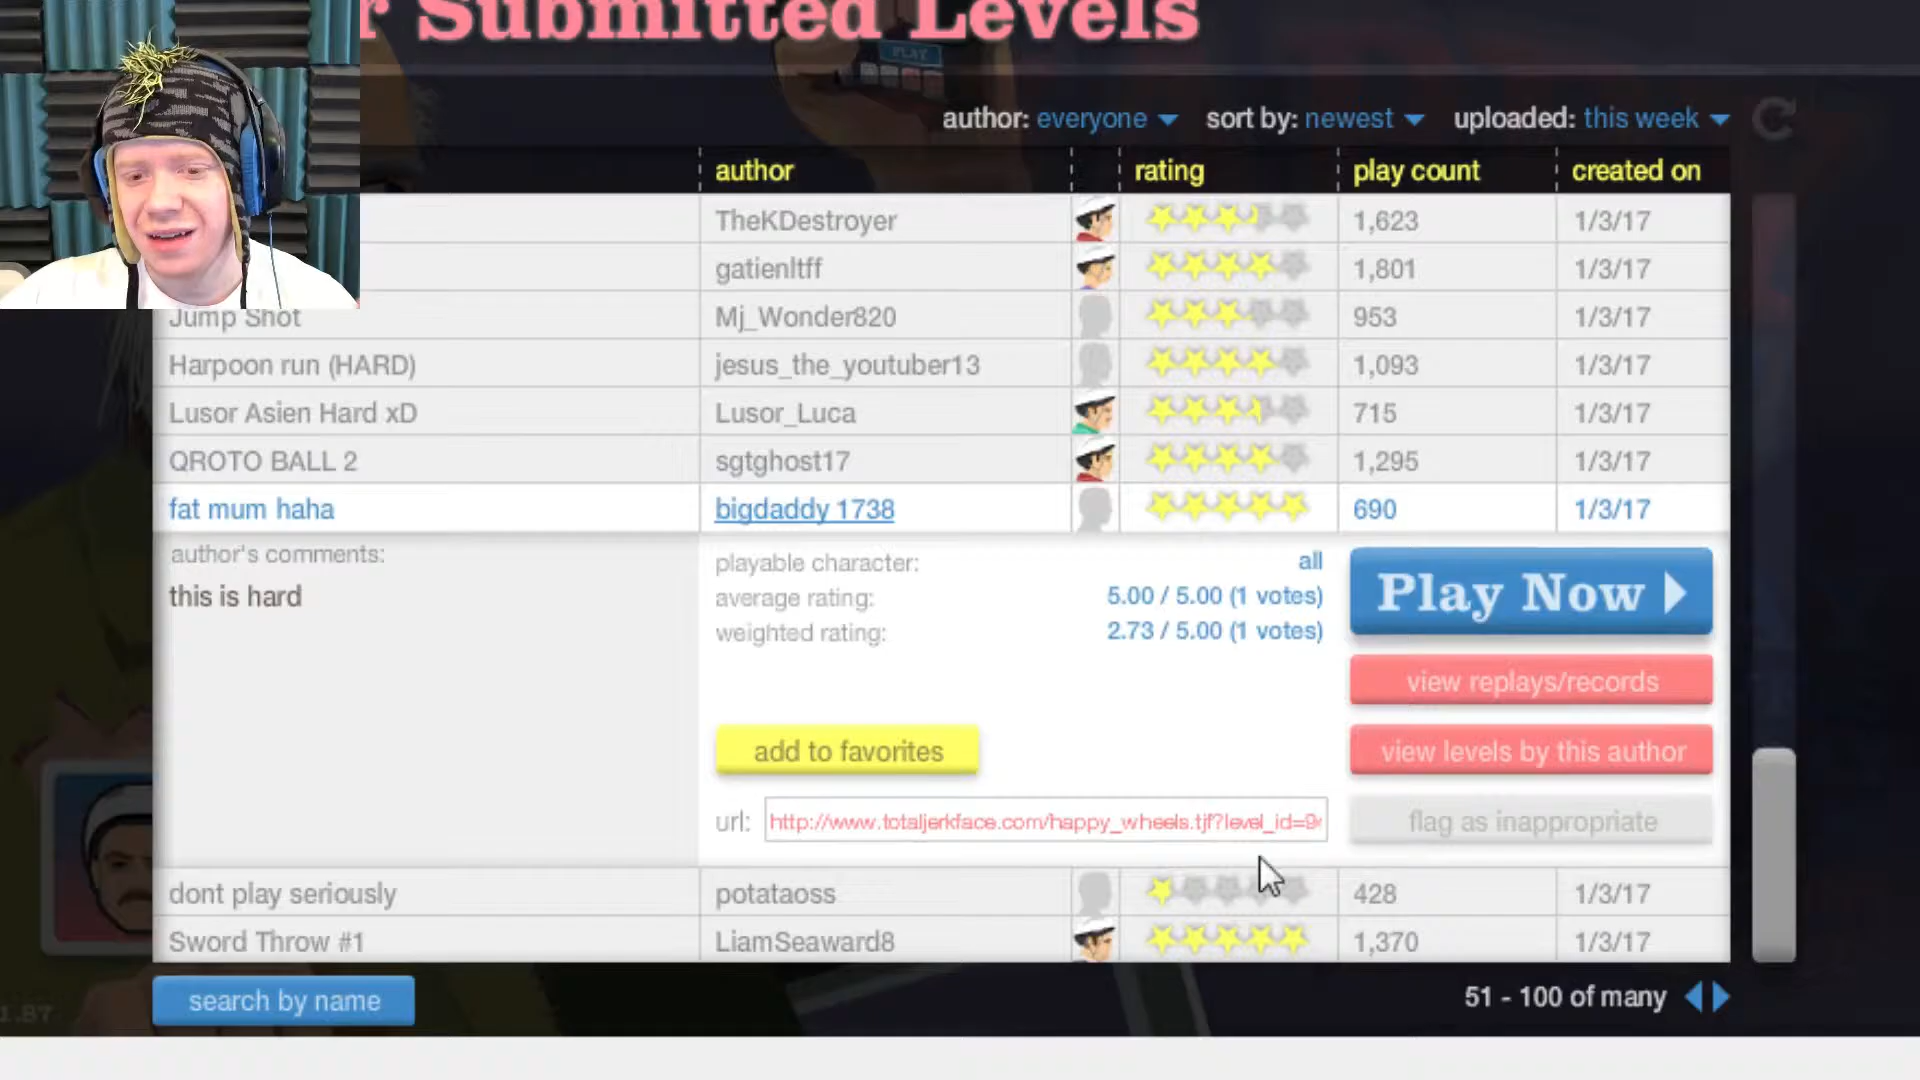 r Submitted Levels
PLAY
author: everyone sort by: newest uploaded: this week
author rating play count created on
TheKDestroyer 1,623 1/3/17
gatienltff 1,801 1/3/17
Jump Shot Mj_Wonder820 953 1/3/17
Harpoon run (HARD) jesus_the_youtuber13 1,093 1/3/17
Lusor Asien Hard xD Lusor_Luca 715 1/3/17
QROTO BALL 2 sgtghost17 1,295 1/3/17
fat mum haha bigdaddy 1738 690 1/3/17
author's comments:
this is hard
playable character: all
average rating: 5.00 / 5.00 (1 votes)
weighted rating: 2.73 / 5.00 (1 votes)
Play Now
view replays/records
add to favorites
view levels by this author
url: http://www.totaljerkface.com/happy_wheels.tjf?level_id=9
flag as inappropriate
dont play seriously potataoss 428 1/3/17
Sword Throw #1 LiamSeaward8 1,370 1/3/17
search by name
51 - 100 of many
1.87